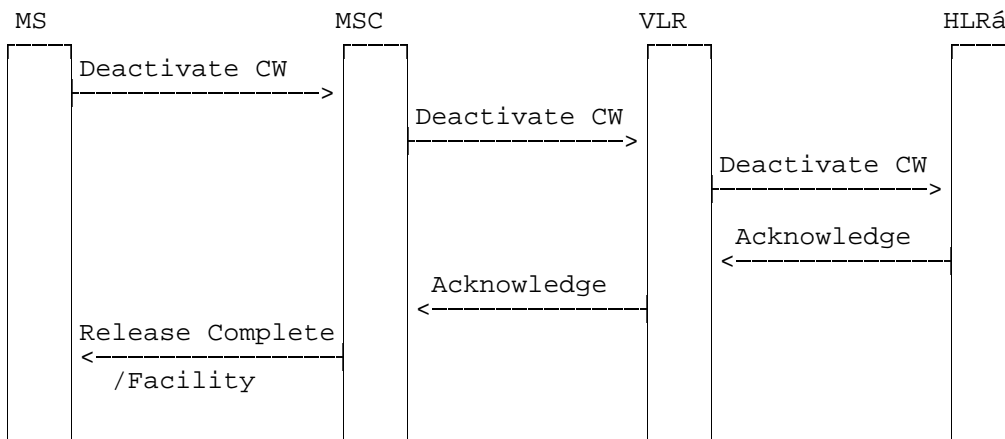 MS MSC VLR HLRá
Deactivate CW
Deactivate CW
Deactivate CW
Acknowledge
Acknowledge
Release Complete
/Facility